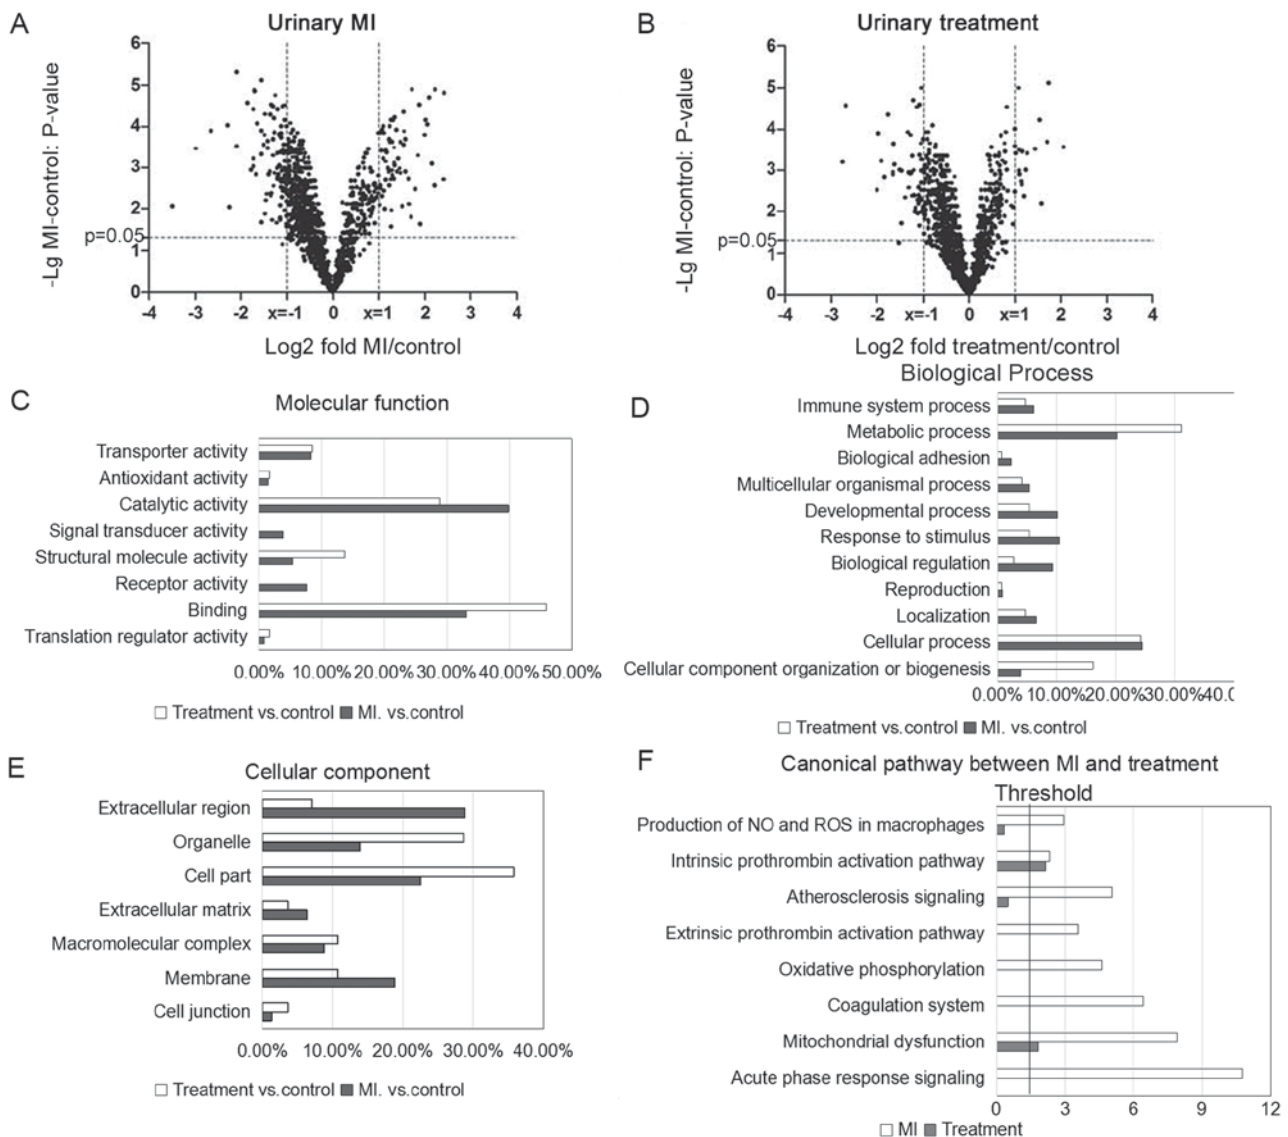 A
Urinary MI
-Lg MI-control: P-value
6
5
4
3
2
p=0.05
1
0
-4
-2
x=-1
0
x=1
2
4
Log2 fold MI/control
B
Urinary treatment
-Lg MI-control: P-value
6
5
4
3
2
p=0.05
1
0
-4
-2
x=-1
0
x=1
2
4
Log2 fold treatment/control
C
Molecular function
Transporter activity
Antioxidant activity
Catalytic activity
Signal transducer activity
Structural molecule activity
Receptor activity
Binding
Translation regulator activity
0.00% 10.00% 20.00% 30.00% 40.00% 50.00%
Treatment vs.control MI. vs.control
D
Biological Process
Immune system process
Metabolic process
Biological adhesion
Multicellular organismal process
Developmental process
Response to stimulus
Biological regulation
Reproduction
Localization
Cellular process
Cellular component organization or biogenesis
0.00% 10.00% 20.00% 30.00% 40.0
Treatment vs.control MI. vs.control
E
Cellular component
Extracellular region
Organelle
Cell part
Extracellular matrix
Macromolecular complex
Membrane
Cell junction
0.00% 10.00% 20.00% 30.00% 40.00%
Treatment vs.control MI. vs.control
F
Canonical pathway between MI and treatment
Threshold
Production of NO and ROS in macrophages
Intrinsic prothrombin activation pathway
Atherosclerosis signaling
Extrinsic prothrombin activation pathway
Oxidative phosphorylation
Coagulation system
Mitochondrial dysfunction
Acute phase response signaling
0 3 6 9 12
MI Treatment